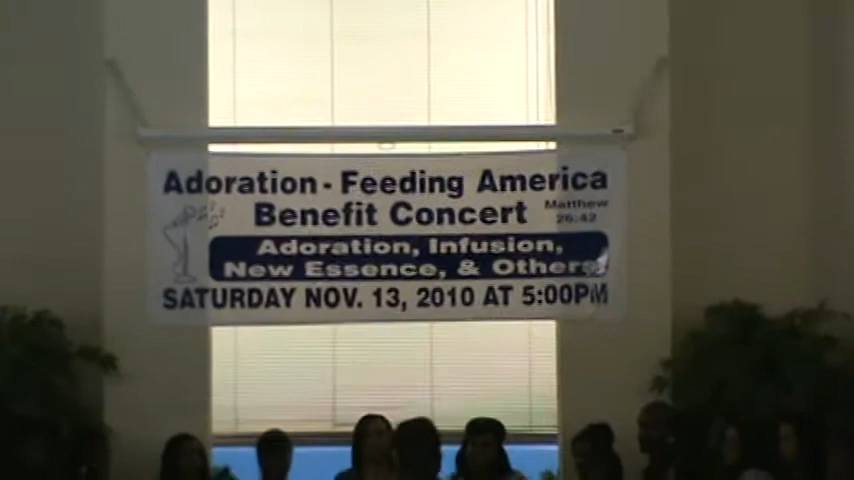 Adoration - Feeding America
Benefit Concert
Matthew
26:42
Adoration, Infusion,
New Essence, & Others
SATURDAY NOV. 13, 2010 AT 5:00PM